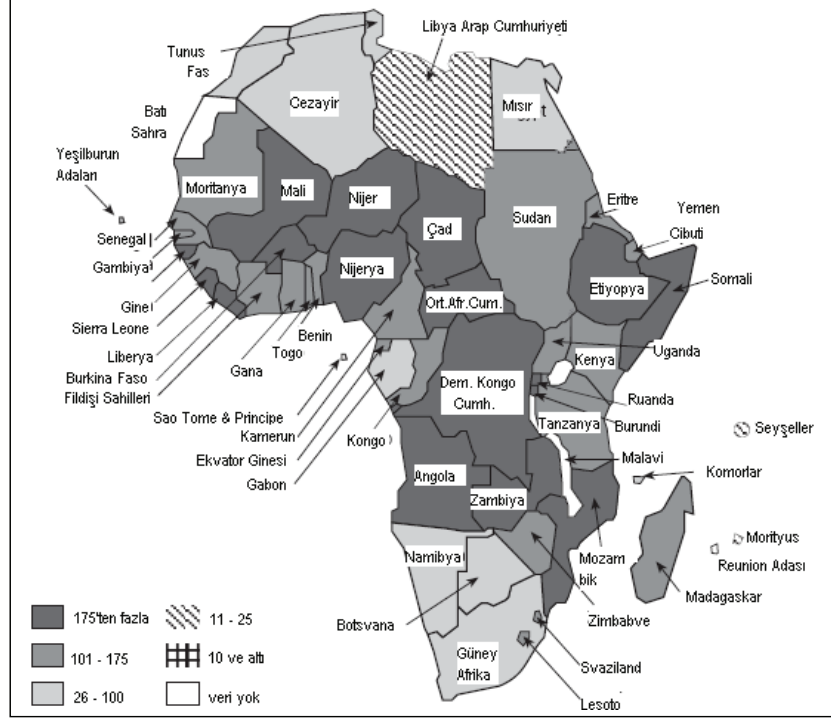 Tunus
Fas
Libya Arap Cumhuriyeti
Cezayir
Mısır
Batı
Sahra
Yeşilburun
Adaları
Moritanya
Mali
Nijer
Çad
Sudan
Eritre
Yemen
Cibuti
Senegal
Gambiya
Nijerya
Etiyopya
Somali
Gine
Ort.Afr.Cum.
Sierra Leone
Benin
Liberya
Togo
Uganda
Kenya
Burkina Faso
Gana
Fildişi Sahilleri
Dem. Kongo
Cumh.
Ruanda
Sao Tome & Principe
Kamerun
Kongo
Tanzanya
Burundi
Seyşeller
Ekvator Ginesi
Malavi
Gabon
Angola
Komorlar
Zambiya
Morityus
Namibya
Mozam
bik
Reunion Adası
Madagaskar
Botsvana
Zimbabve
175'ten fazla
11 - 25
101 - 175
10 ve altı
26 - 100
veri yok
Güney
Afrika
Svaziland
Lesoto